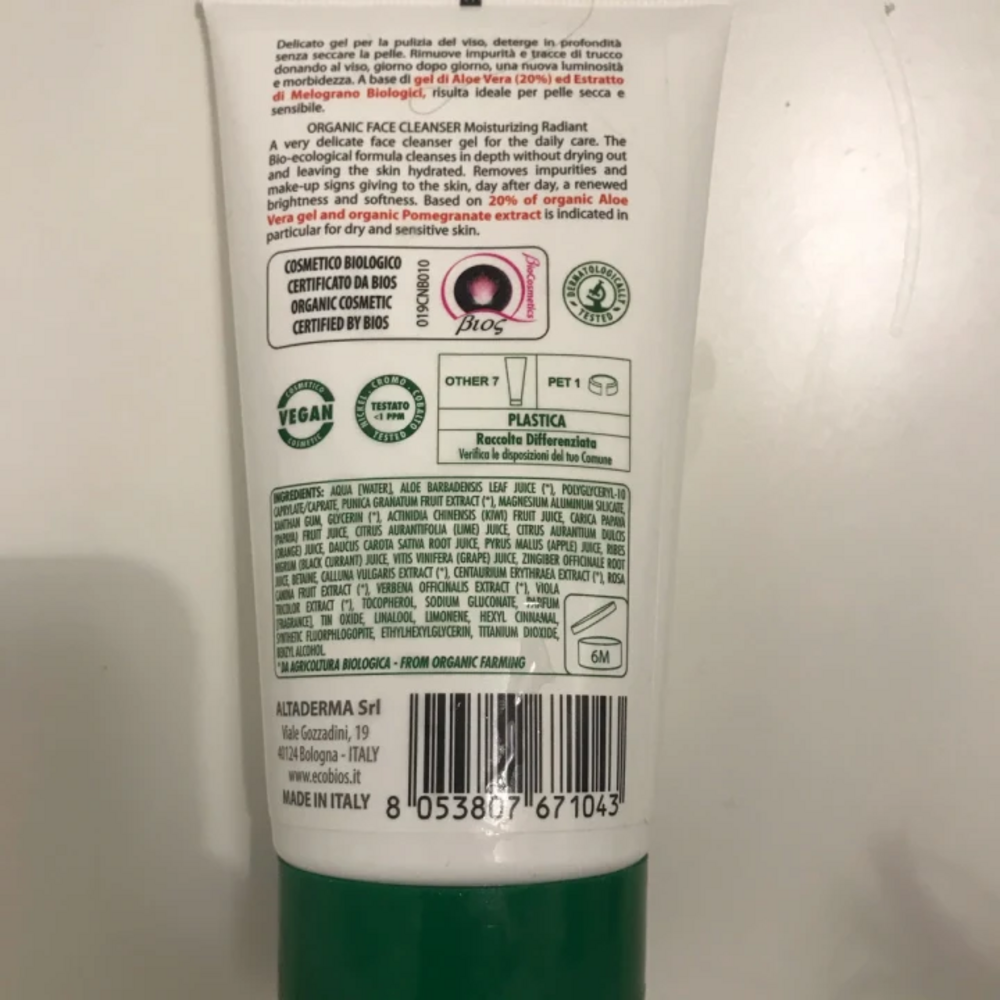 Delicato gel per la pulizia del viso, deterge in profondità
senza seccare la pelle. Rimuove impurità e tracce di trucco
donando al viso, giorno dopo giorno, una nuova luminosità
e morbidezza. A base di gel di Aloe Vera (20%) ed Estratto
di Melograno Biologici, risulta ideale per pelle secca e
sensibile.
ORGANIC FACE CLEANSER Moisturizing Radiant
A very delicate face cleanser gel for the daily care. The
Bio-ecological formula cleanses in depth without drying out
and leaving the skin hydrated. Removes impurities and
make-up signs giving to the skin, day after day, a renewed
brightness and softness. Based on 20% of organic Aloe
Vera gel and organic Pomegranate extract is indicated in
particular for dry and sensitive skin.
COSMETICO BIOLOGICO
CERTIFICATO DA BIOS
ORGANIC COSMETIC
CERTIFIED BY BIOS
019CNB010
βιος
BioCosmetics
DERMATOLOGICALLY
TESTED
COSMETICO
VEGAN
COSMETIC
NICKEL · CROMO · COBALTO
TESTATO
<1 PPM
TESTED
OTHER 7
PET 1
PLASTICA
Raccolta Differenziata
Verifica le disposizioni del tuo Comune
INGREDIENTS: AQUA [WATER], ALOE BARBADENSIS LEAF JUICE (*), POLYGLYCERYL-10
CAPRYLATE/CAPRATE, PUNICA GRANATUM FRUIT EXTRACT (*), MAGNESIUM ALUMINUM SILICATE,
XANTHAN GUM, GLYCERIN (*), ACTINIDIA CHINENSIS (KIWI) FRUIT JUICE, CARICA PAPAYA
(PAPAYA) FRUIT JUICE, CITRUS AURANTIFOLIA (LIME) JUICE, CITRUS AURANTIUM DULCIS
(ORANGE) JUICE, DAUCUS CAROTA SATIVA ROOT JUICE, PYRUS MALUS (APPLE) JUICE, RIBES
NIGRUM (BLACK CURRANT) JUICE, VITIS VINIFERA (GRAPE) JUICE, ZINGIBER OFFICINALE ROOT
JUICE, BETAINE, CALLUNA VULGARIS EXTRACT (*), CENTAURIUM ERYTHRAEA EXTRACT (*), ROSA
CANINA FRUIT EXTRACT (*), VERBENA OFFICINALIS EXTRACT (*), VIOLA
TRICOLOR EXTRACT (*), TOCOPHEROL, SODIUM GLUCONATE, PARFUM
[FRAGRANCE], TIN OXIDE, LINALOOL, LIMONENE, HEXYL CINNAMAL,
SYNTHETIC FLUORPHLOGOPITE, ETHYLHEXYLGLYCERIN, TITANIUM DIOXIDE,
BENZYL ALCOHOL.
*DA AGRICOLTURA BIOLOGICA - FROM ORGANIC FARMING
6M
ALTADERMA Srl
Viale Gozzadini, 19
40124 Bologna - ITALY
www.ecobios.it
MADE IN ITALY
8 053807 671043